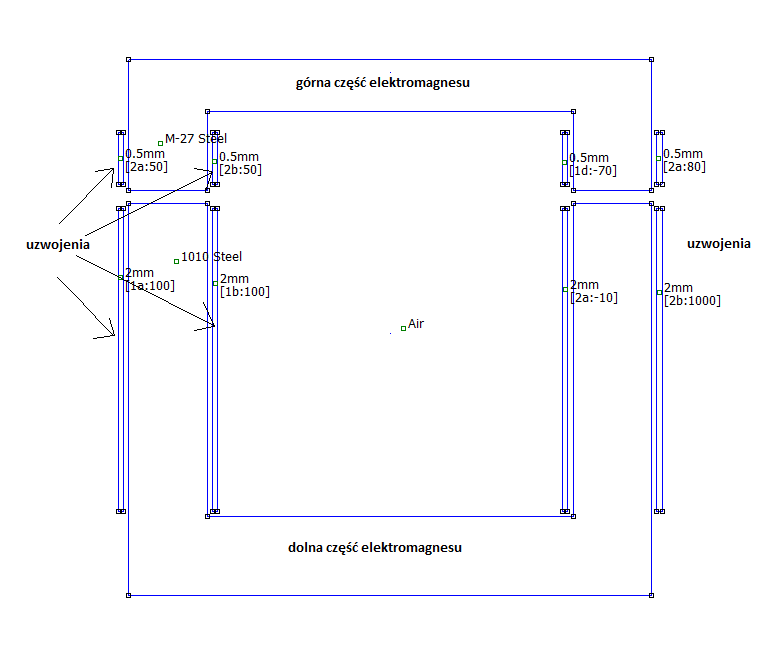 górna część elektromagnesu
M-27 Steel
0.5mm
[2a:50]
0.5mm
[2b:50]
0.5mm
[1d:-70]
0.5mm
[2a:80]
uzwojenia
uzwojenia
1010 Steel
2mm
[1a:100]
2mm
[1b:100]
2mm
[2a:-10]
2mm
[2b:1000]
Air
dolna część elektromagnesu